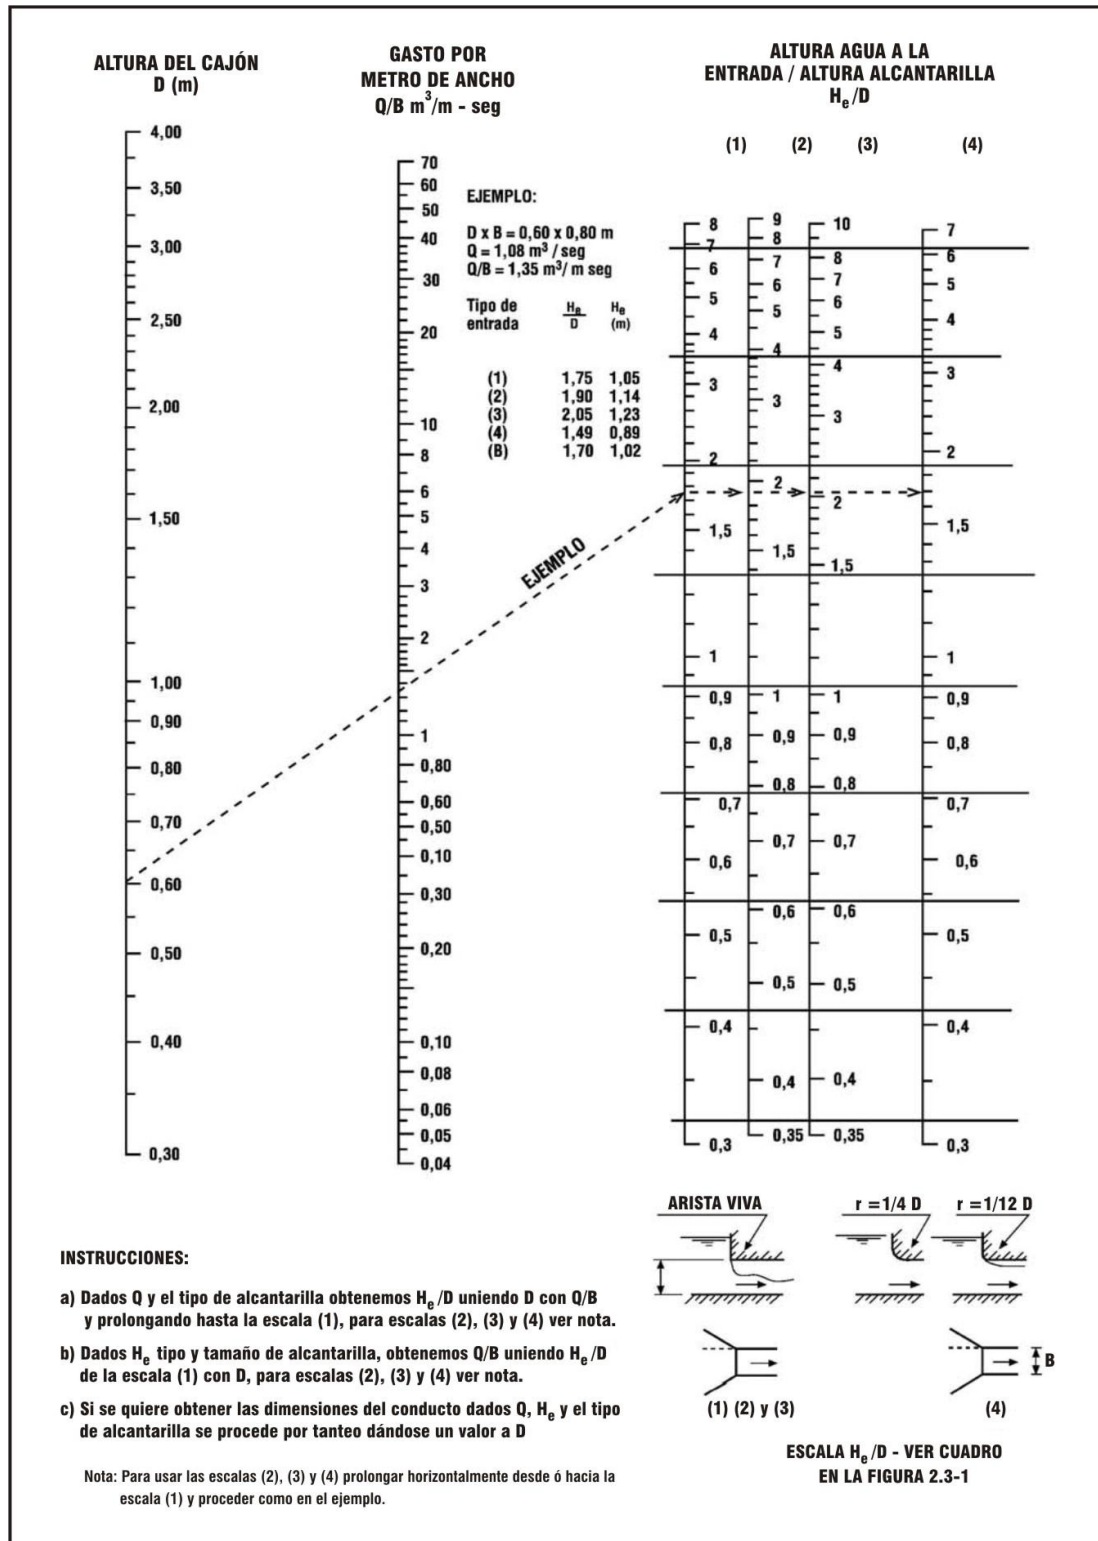 ALTURA DEL CAJÓN
D (m)
GASTO POR
METRO DE ANCHO
Q/B m³/m - seg
ALTURA AGUA A LA
ENTRADA / ALTURA ALCANTARILLA
Hₑ/D
(1) (2) (3) (4)
4,00
3,50
3,00
2,50
2,00
1,50
1,00
0,90
0,80
0,70
0,60
0,50
0,40
0,30
70
60
50
40
30
20
10
8
6
5
4
3
2
1
0,80
0,60
0,50
0,10
0,30
0,20
0,10
0,08
0,06
0,05
0,04
EJEMPLO:
D x B = 0,60 x 0,80 m
Q = 1,08 m³ / seg
Q/B = 1,35 m³/ m seg
Tipo de entrada Hₑ/D Hₑ (m)
(1) 1,75 1,05
(2) 1,90 1,14
(3) 2,05 1,23
(4) 1,49 0,89
(B) 1,70 1,02
EJEMPLO
8
7
6
5
4
3
2
1,5
1
0,9
0,8
0,7
0,6
0,5
0,4
0,3
9
8
7
6
5
4
3
2
1,5
1
0,9
0,8
0,7
0,6
0,5
0,4
0,35
10
8
7
6
5
4
3
2
1,5
1
0,9
0,8
0,7
0,6
0,5
0,4
0,35
7
6
5
4
3
2
1,5
1
0,9
0,8
0,7
0,6
0,5
0,4
0,3
ARISTA VIVA
r = 1/4 D
r = 1/12 D
B
(1) (2) y (3)
(4)
ESCALA Hₑ/D - VER CUADRO
EN LA FIGURA 2.3-1
INSTRUCCIONES:
a) Dados Q y el tipo de alcantarilla obtenemos Hₑ/D uniendo D con Q/B
y prolongando hasta la escala (1), para escalas (2), (3) y (4) ver nota.
b) Dados Hₑ tipo y tamaño de alcantarilla, obtenemos Q/B uniendo Hₑ/D
de la escala (1) con D, para escalas (2), (3) y (4) ver nota.
c) Si se quiere obtener las dimensiones del conducto dados Q, Hₑ y el tipo
de alcantarilla se procede por tanteo dándose un valor a D
Nota: Para usar las escalas (2), (3) y (4) prolongar horizontalmente desde ó hacia la
escala (1) y proceder como en el ejemplo.